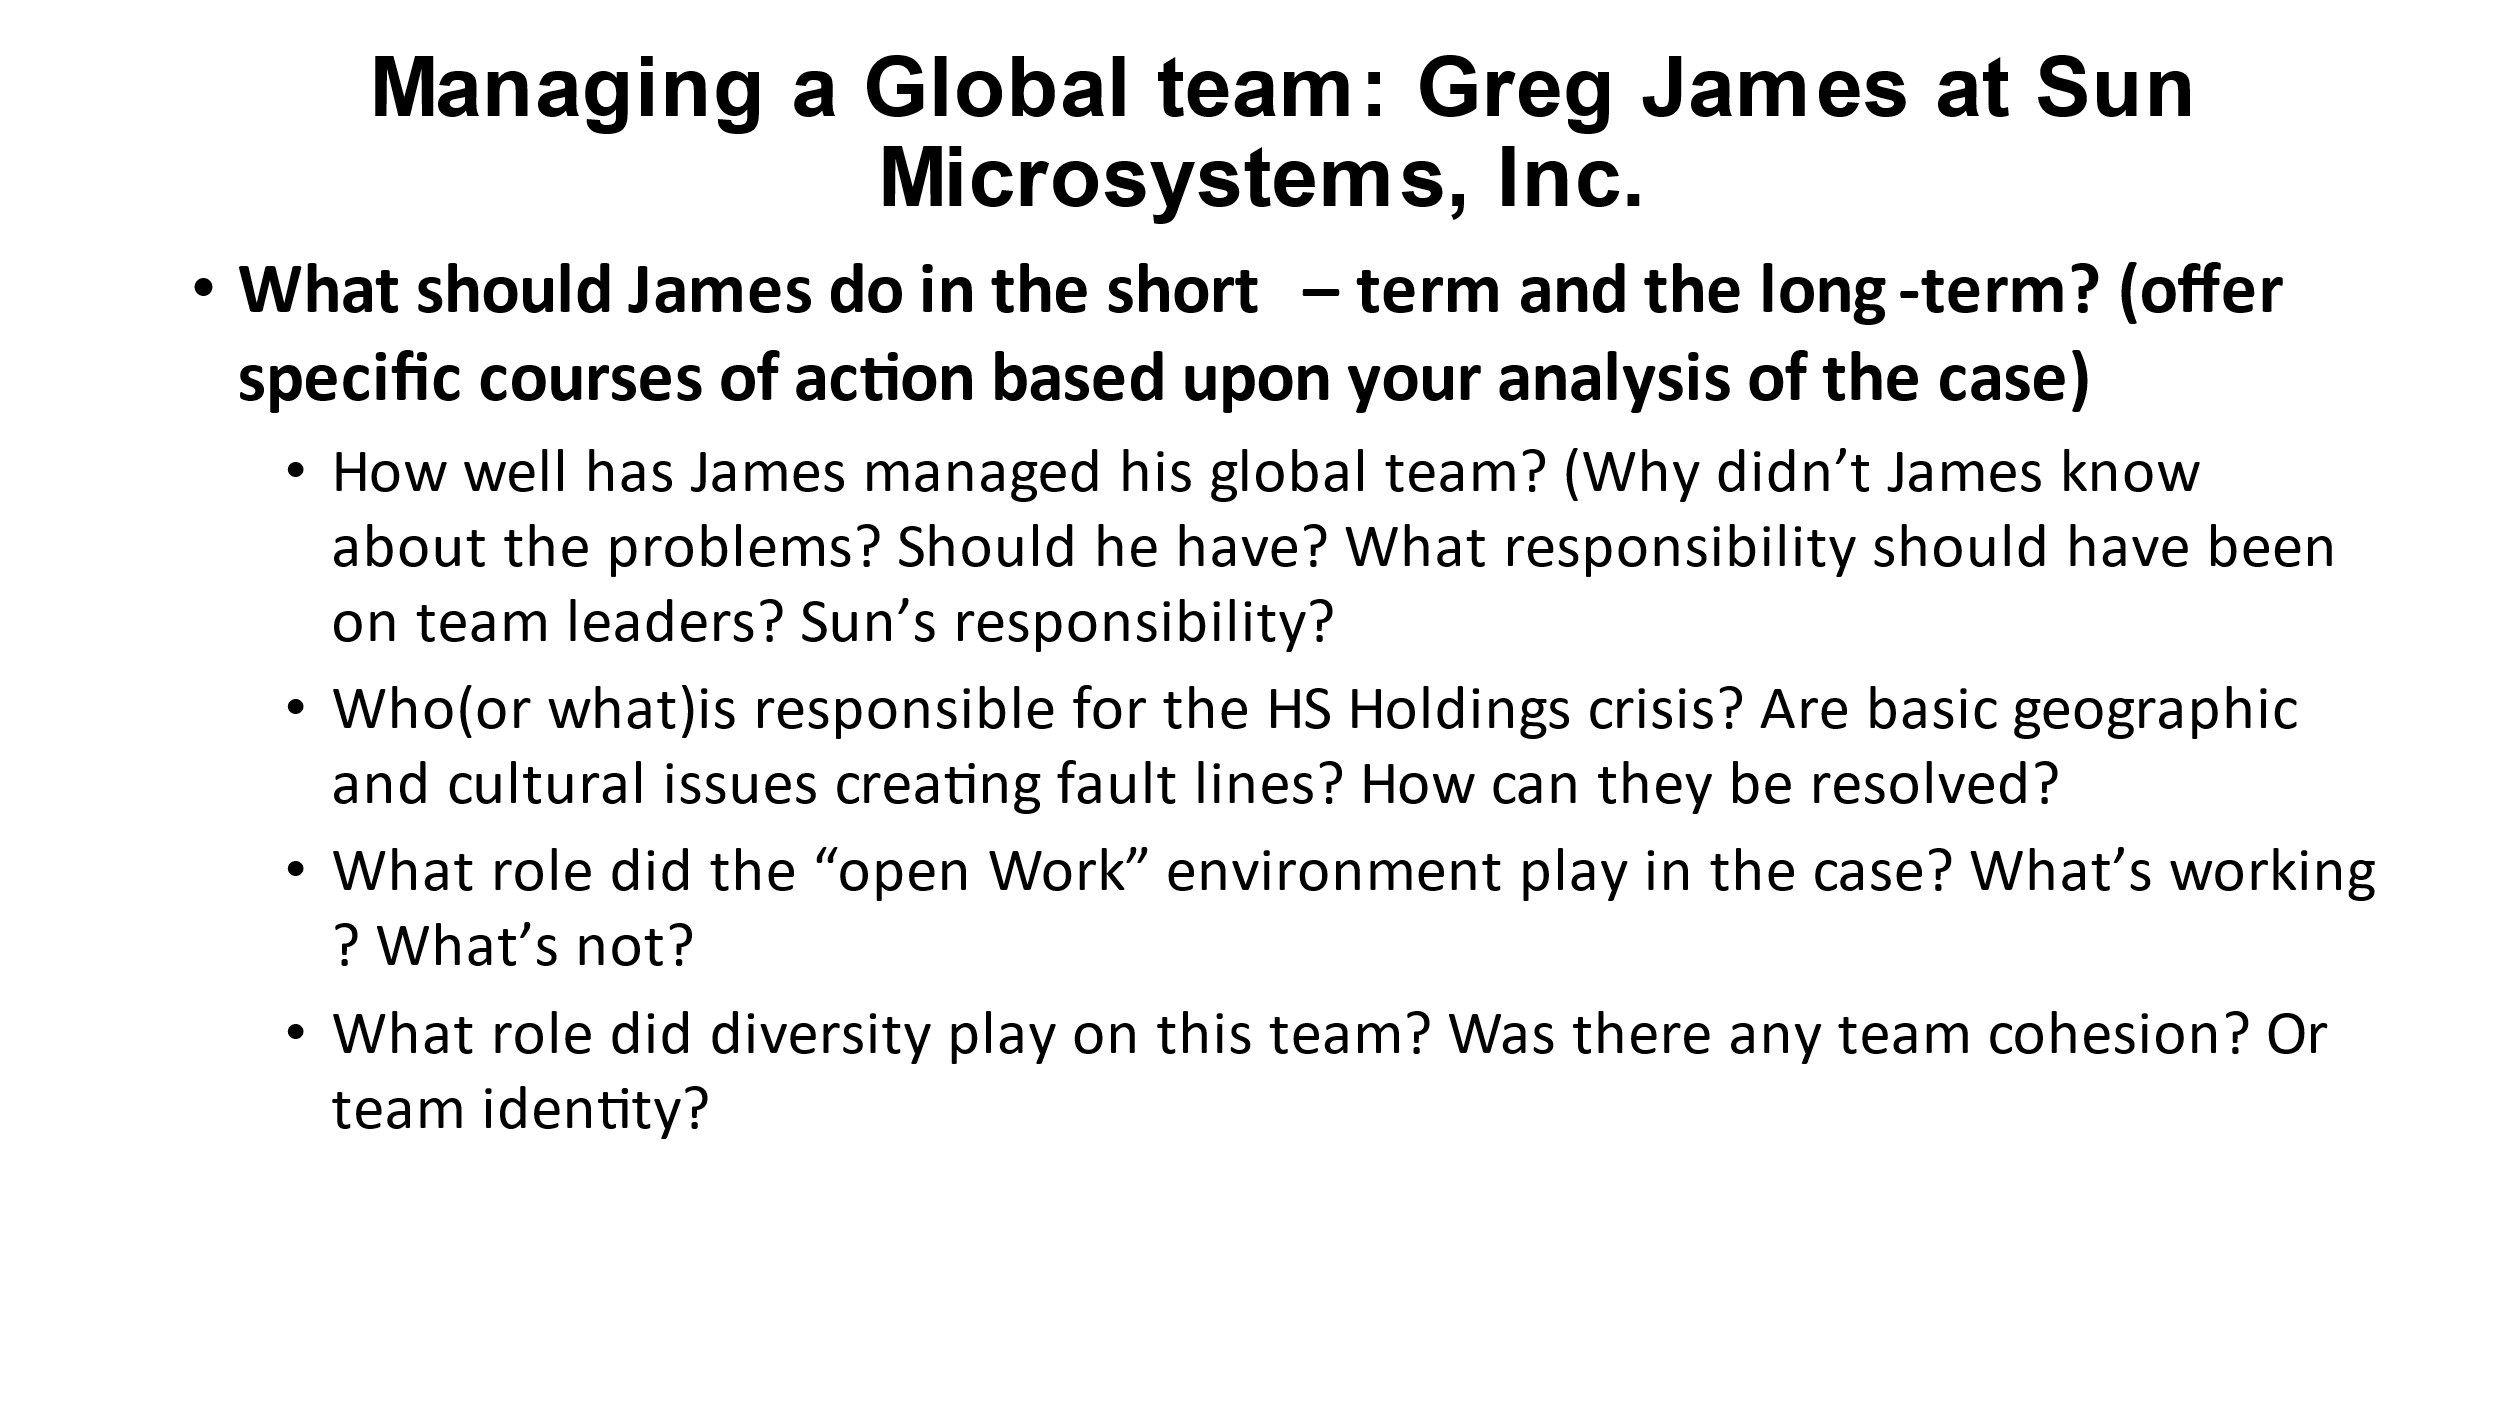 Managing a Global team: Greg James at Sun
Microsystems, Inc.
• What should James do in the short – term and the long -term? (offer
specific courses of action based upon your analysis of the case)
• How well has James managed his global team? (Why didn’t James know
about the problems? Should he have? What responsibility should have been
on team leaders? Sun’s responsibility?
• Who(or what)is responsible for the HS Holdings crisis? Are basic geographic
and cultural issues creating fault lines? How can they be resolved?
• What role did the “open Work” environment play in the case? What’s working
? What’s not?
• What role did diversity play on this team? Was there any team cohesion? Or
team identity?